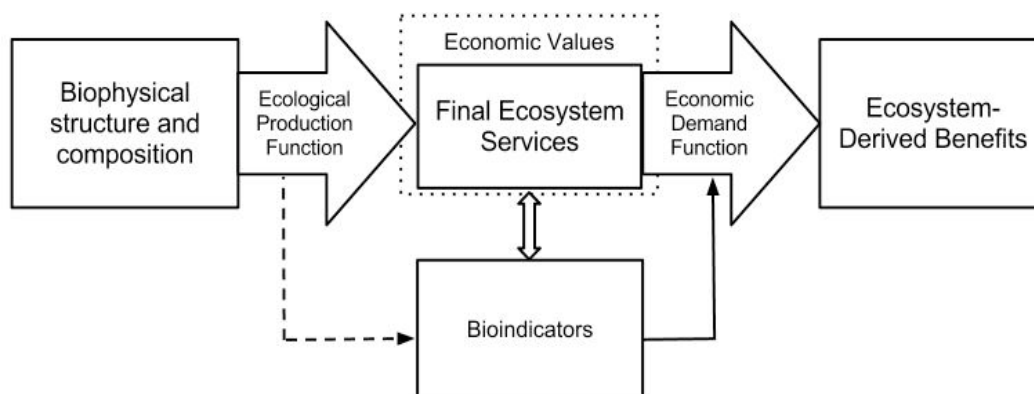 Biophysical
structure and
composition
Ecological
Production
Function
Economic Values
Final Ecosystem
Services
Economic
Demand
Function
Ecosystem-
Derived Benefits
Bioindicators